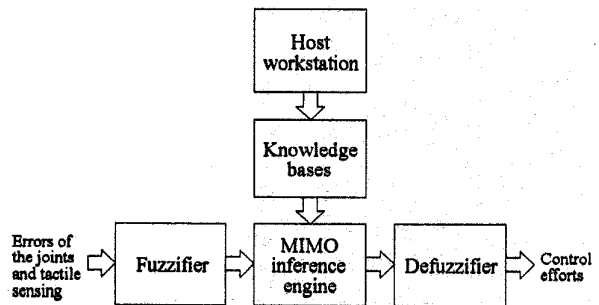 Host
workstation
Knowledge
bases
Errors of
the joints
and tactile
sensing
Fuzzifier
MIMO
inference
engine
Defuzzifier
Control
efforts